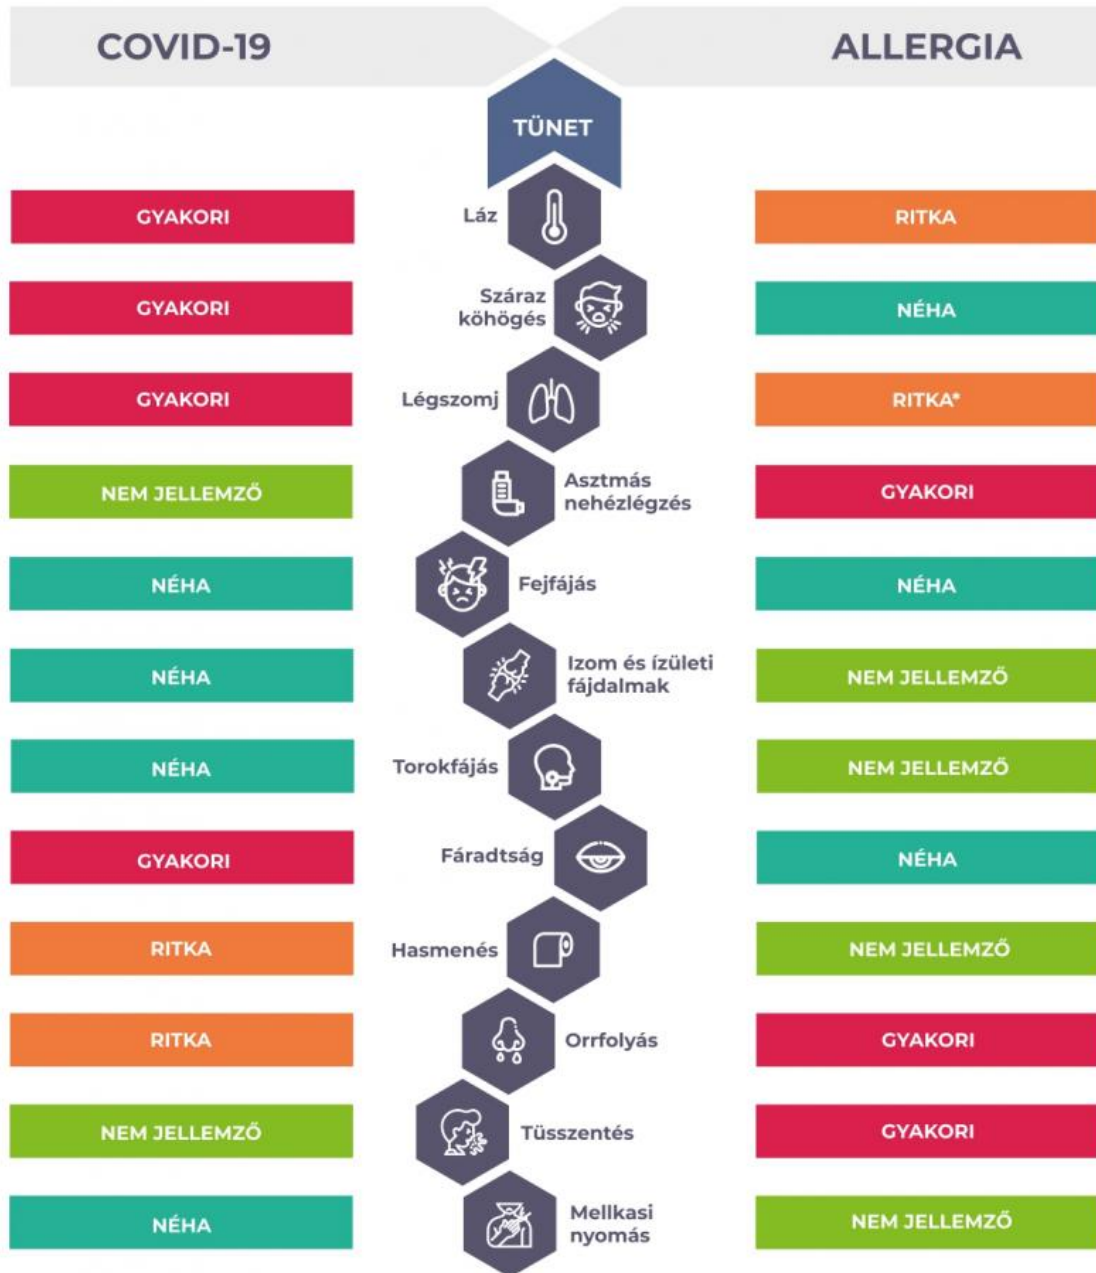 COVID-19
ALLERGIA
TÜNET
GYAKORI
Láz
RITKA
GYAKORI
Száraz
köhögés
NÉHA
GYAKORI
Légszomj
RITKA*
NEM JELLEMZŐ
Asztmás
nehézlégzés
GYAKORI
NÉHA
Fejfájás
NÉHA
NÉHA
Izom és ízületi
fájdalmak
NEM JELLEMZŐ
NÉHA
Torokfájás
NEM JELLEMZŐ
GYAKORI
Fáradtság
NÉHA
RITKA
Hasmenés
NEM JELLEMZŐ
RITKA
Orrfolyás
GYAKORI
NEM JELLEMZŐ
Tüsszentés
GYAKORI
NÉHA
Mellkasi
nyomás
NEM JELLEMZŐ